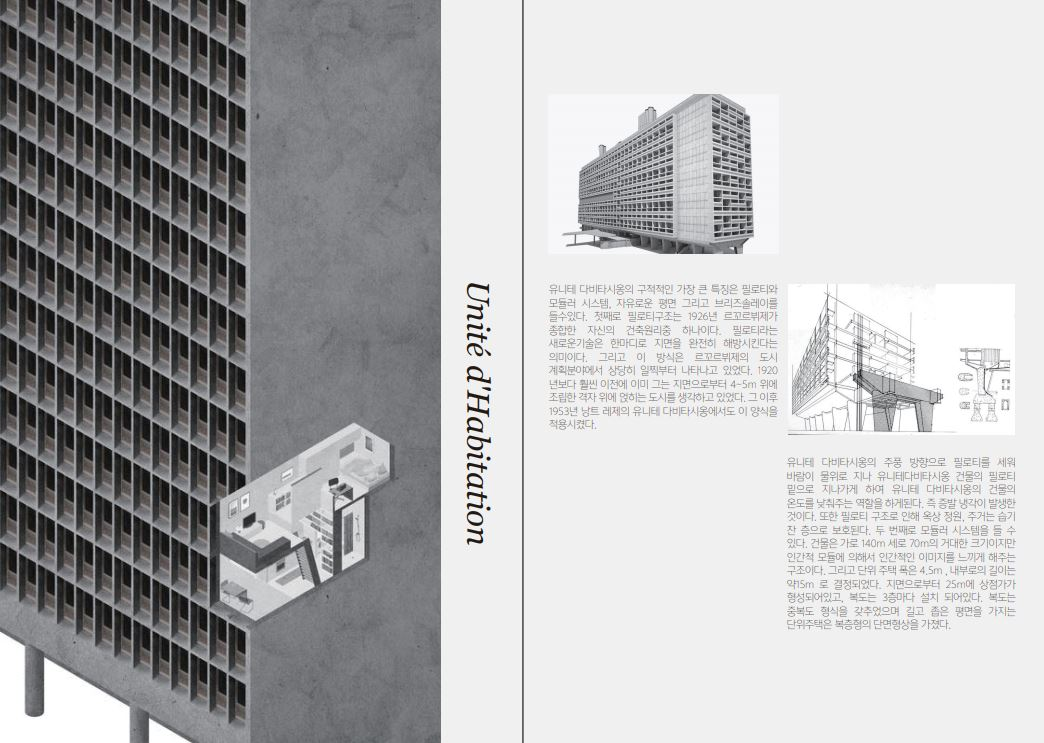 Unité d'Habitation
유니테 다비타시옹의 구적적인 가장 큰 특징은 필로티와
모듈러 시스템, 자유로운 평면 그리고 브리즈솔레이를
들수있다. 첫째로 필로티구조는 1926년 르꼬르뷔제가
종합한 자신의 건축원리중 하나이다. 필로티라는
새로운기술은 한마디로 지면을 완전히 해방시킨다는
의미이다. 그리고 이 방식은 르꼬르뷔제의 도시
계획분야에서 상당히 일찍부터 나타나고 있었다. 1920
년보다 훨씬 이전에 이미 그는 지면으로부터 4~5m 위에
조립한 격자 위에 얹히는 도시를 생각하고 있었다. 그 이후
1953년 낭트 레제의 유니테 다비타시옹에서도 이 양식을
적용시켰다.
유니테 다비타시옹의 주풍 방향으로 필로티를 세워
바람이 물위로 지나 유니테다비타시옹 건물의 필로티
밑으로 지나가게 하여 유니테 다비타시옹의 건물의
온도를 낮춰주는 역할을 하게된다. 즉 증발 냉각이 발생한
것이다. 또한 필로티 구조로 인해 옥상 정원, 주거는 습기
잔 층으로 보호된다. 두 번째로 모듈러 시스템을 들 수
있다. 건물은 가로 140m 세로 70m의 거대한 크기이지만
인간적 모듈에 의해서 인간적인 이미지를 느끼게 해주는
구조이다. 그리고 단위 주택 폭은 4.5m , 내부로의 길이는
약15m 로 결정되었다. 지면으로부터 25m에 상점가가
형성되어있고, 복도는 3층마다 설치 되어있다. 복도는
중복도 형식을 갖추었으며 길고 좁은 평면을 가지는
단위주택은 복층형의 단면형상을 가졌다.